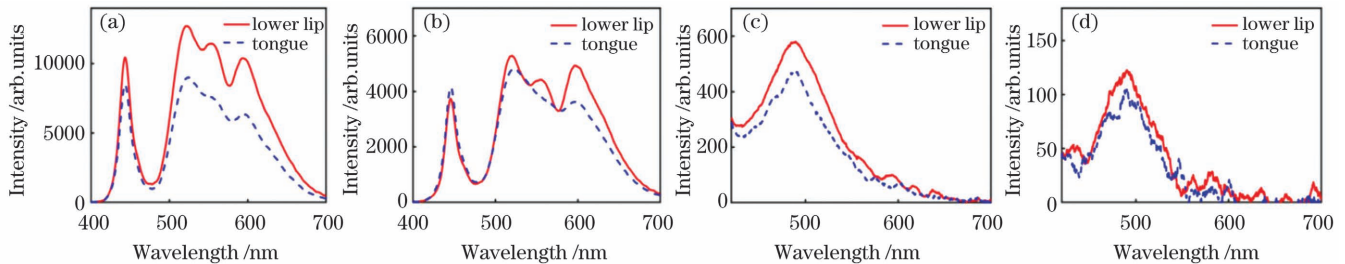 (a)
lower lip
tongue
Intensity /arb.units
10000
5000
0
400
500
600
700
Wavelength /nm
(b)
lower lip
tongue
Intensity /arb.units
6000
4000
2000
0
400
500
600
700
Wavelength /nm
(c)
lower lip
tongue
Intensity /arb.units
600
400
200
0
500
600
700
Wavelength /nm
(d)
lower lip
tongue
Intensity /arb.units
150
100
50
0
500
600
700
Wavelength /nm